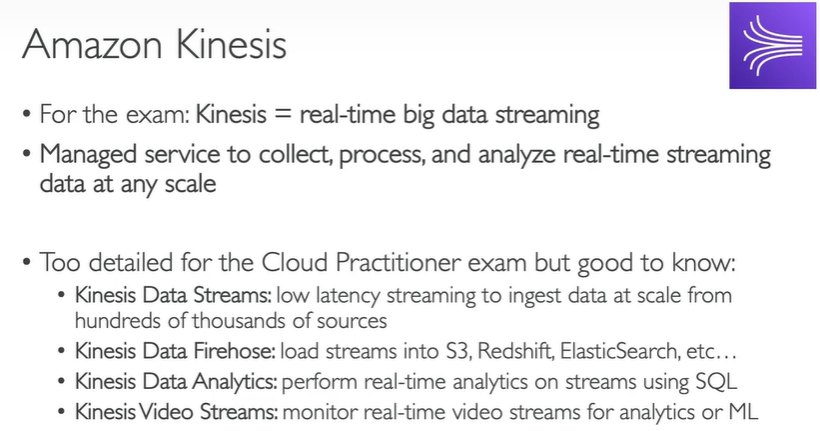 Amazon Kinesis
• For the exam: Kinesis = real-time big data streaming
• Managed service to collect, process, and analyze real-time streaming
data at any scale
• Too detailed for the Cloud Practitioner exam but good to know:
• Kinesis Data Streams: low latency streaming to ingest data at scale from
hundreds of thousands of sources
• Kinesis Data Firehose: load streams into S3, Redshift, ElasticSearch, etc…
• Kinesis Data Analytics: perform real-time analytics on streams using SQL
• Kinesis Video Streams: monitor real-time video streams for analytics or ML